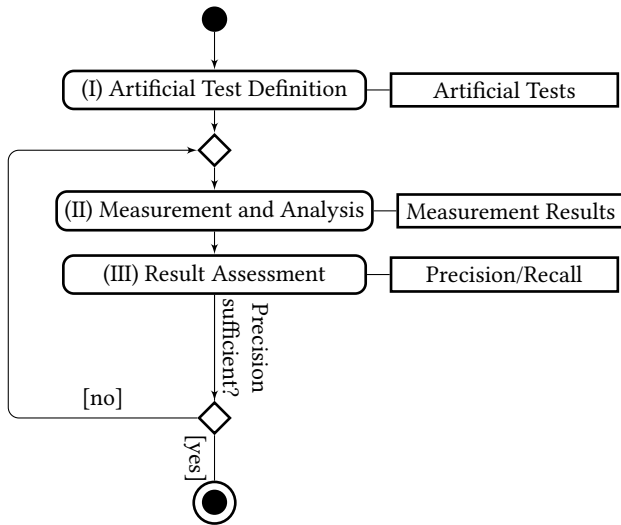 (I) Artificial Test Definition
Artificial Tests
(II) Measurement and Analysis
Measurement Results
(III) Result Assessment
Precision/Recall
Precision
sufficient?
[no]
[yes]